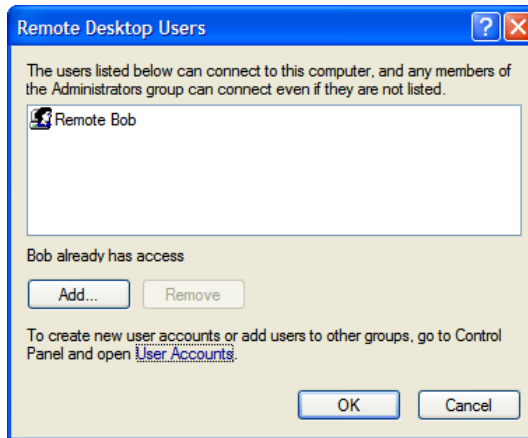 Remote Desktop Users
The users listed below can connect to this computer, and any members of
the Administrators group can connect even if they are not listed.
Remote Bob
Bob already has access
Add... Remove
To create new user accounts or add users to other groups, go to Control
Panel and open User Accounts.
OK Cancel